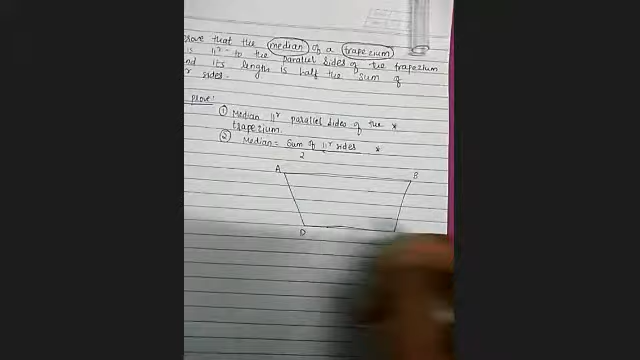 prove that the median of a trapezium
is ||ʳ to the parallel sides of the trapezium
and its length is half the sum of
r sides.
prove:
① Median ||ʳ parallel sides of the *
trapezium.
② Median = Sum of ||ʳ sides *
2
A B
D